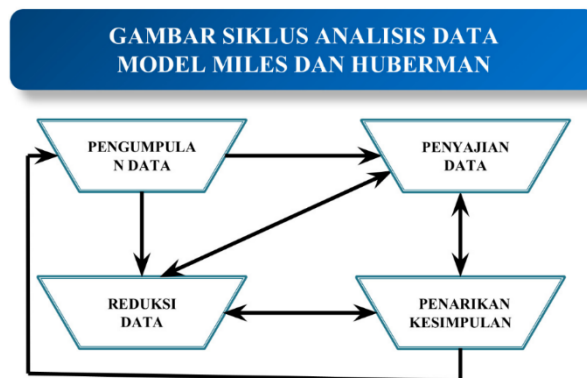 GAMBAR SIKLUS ANALISIS DATA
MODEL MILES DAN HUBERMAN
PENGUMPULA
N DATA
PENYAJIAN
DATA
REDUKSI
DATA
PENARIKAN
KESIMPULAN